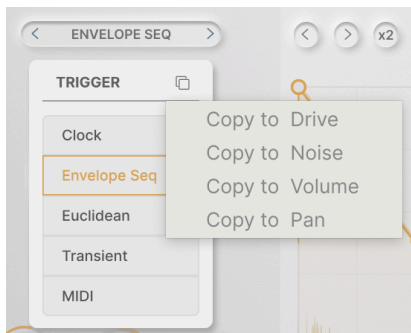 ENVELOPE SEQ
x2
TRIGGER
Clock
Envelope Seq
Euclidean
Transient
MIDI
Copy to Drive
Copy to Noise
Copy to Volume
Copy to Pan